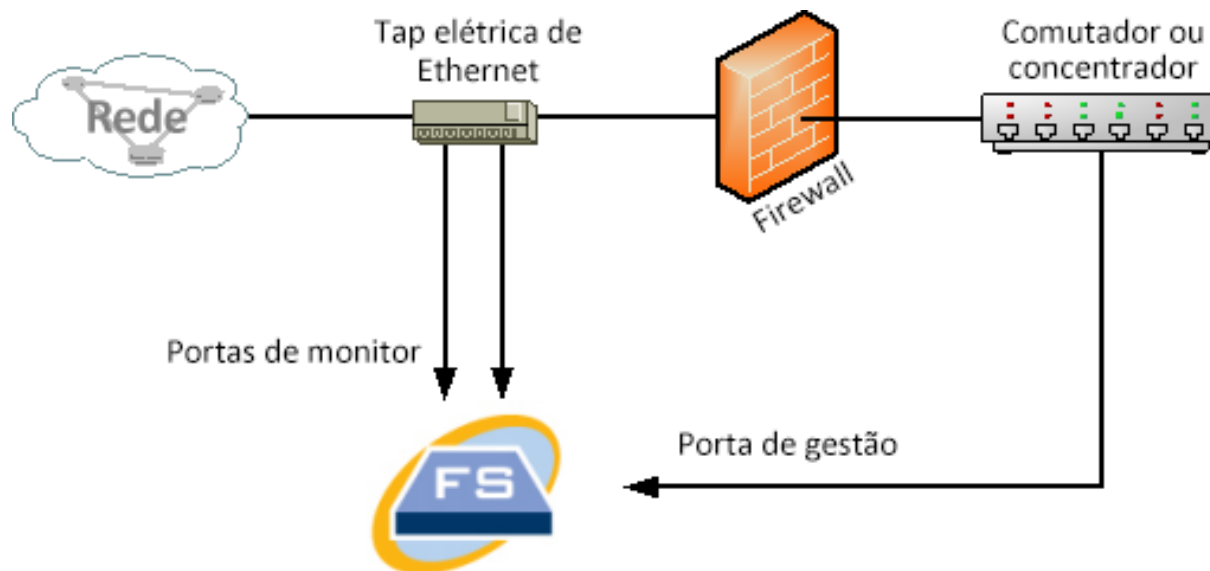 Tap elétrica de
Ethernet
Comutador ou
concentrador
Rede
Firewall
Portas de monitor
Porta de gestão
FS